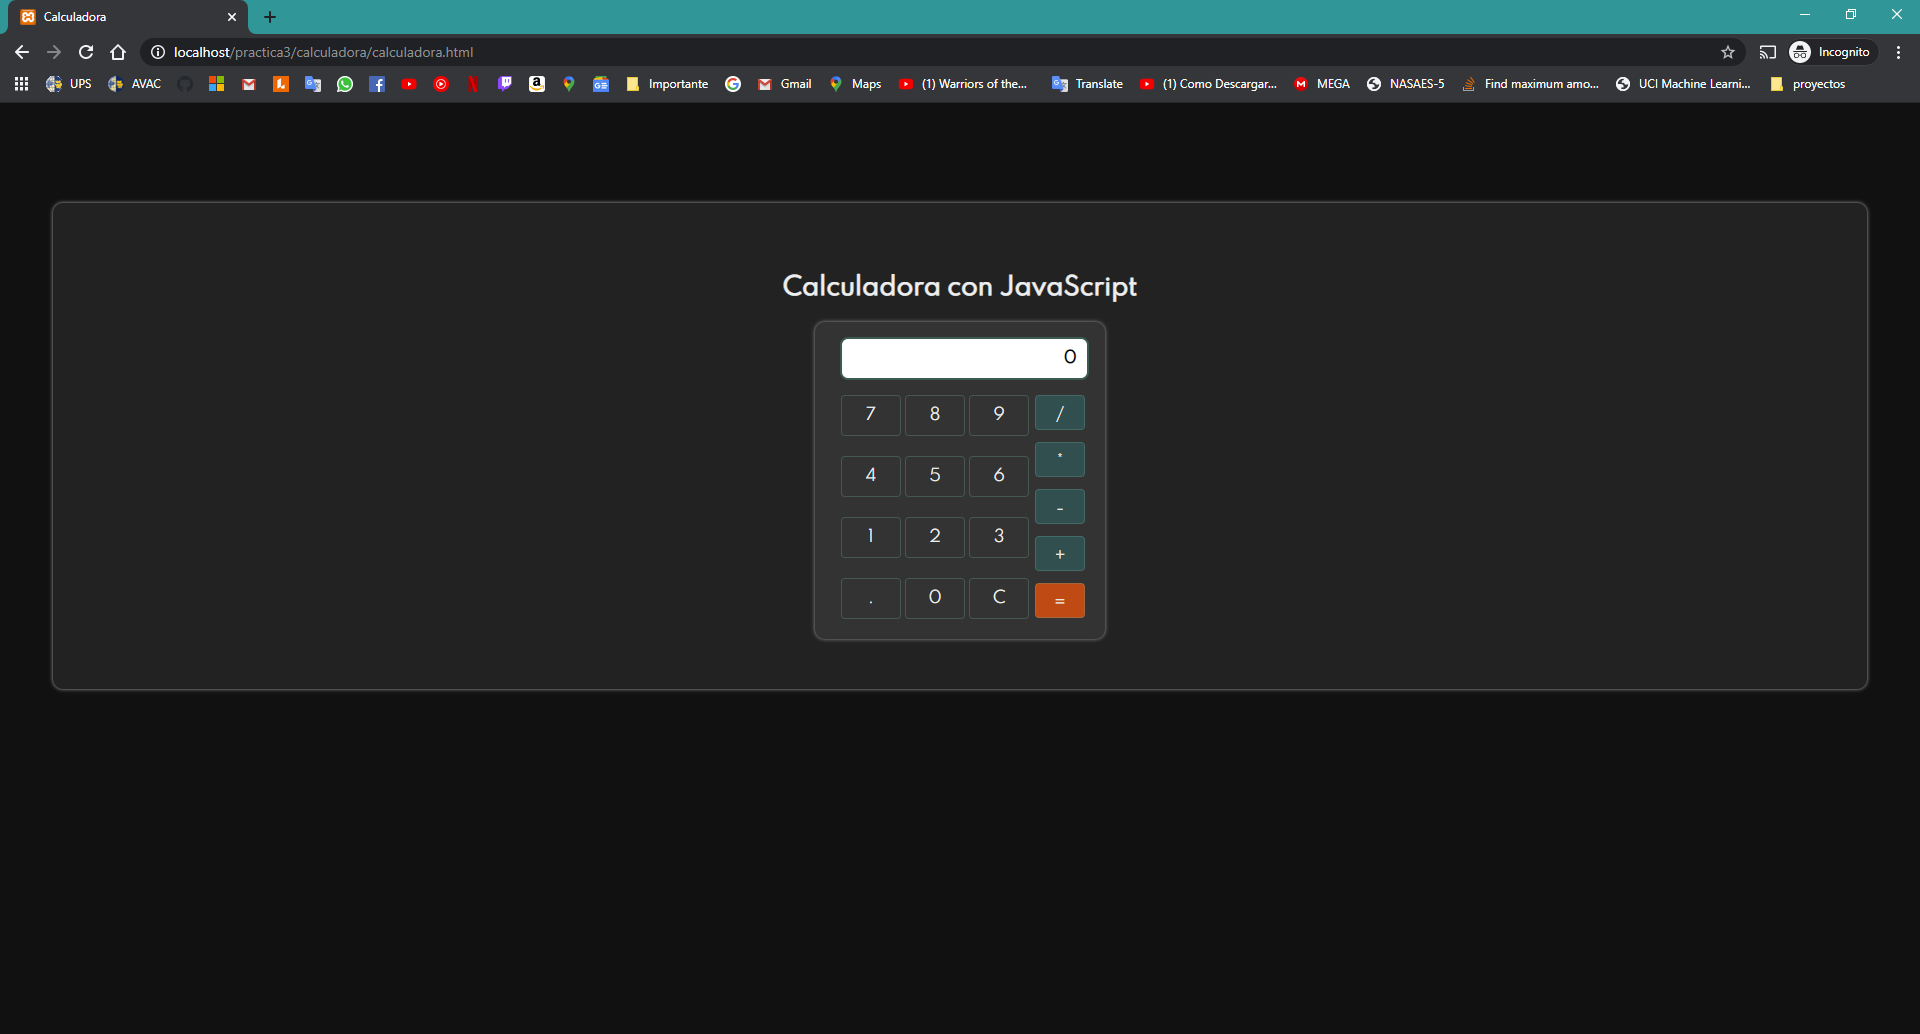 Calculadora
localhost/practica3/calculadora/calculadora.html
Incognito
UPS AVAC Importante Gmail Maps (1) Warriors of the... Translate (1) Como Descargar... MEGA NASAES-5 Find maximum amo... UCI Machine Learni... proyectos
Calculadora con JavaScript
0
7 8 9 /
*
4 5 6
-
1 2 3
+
. 0 C =